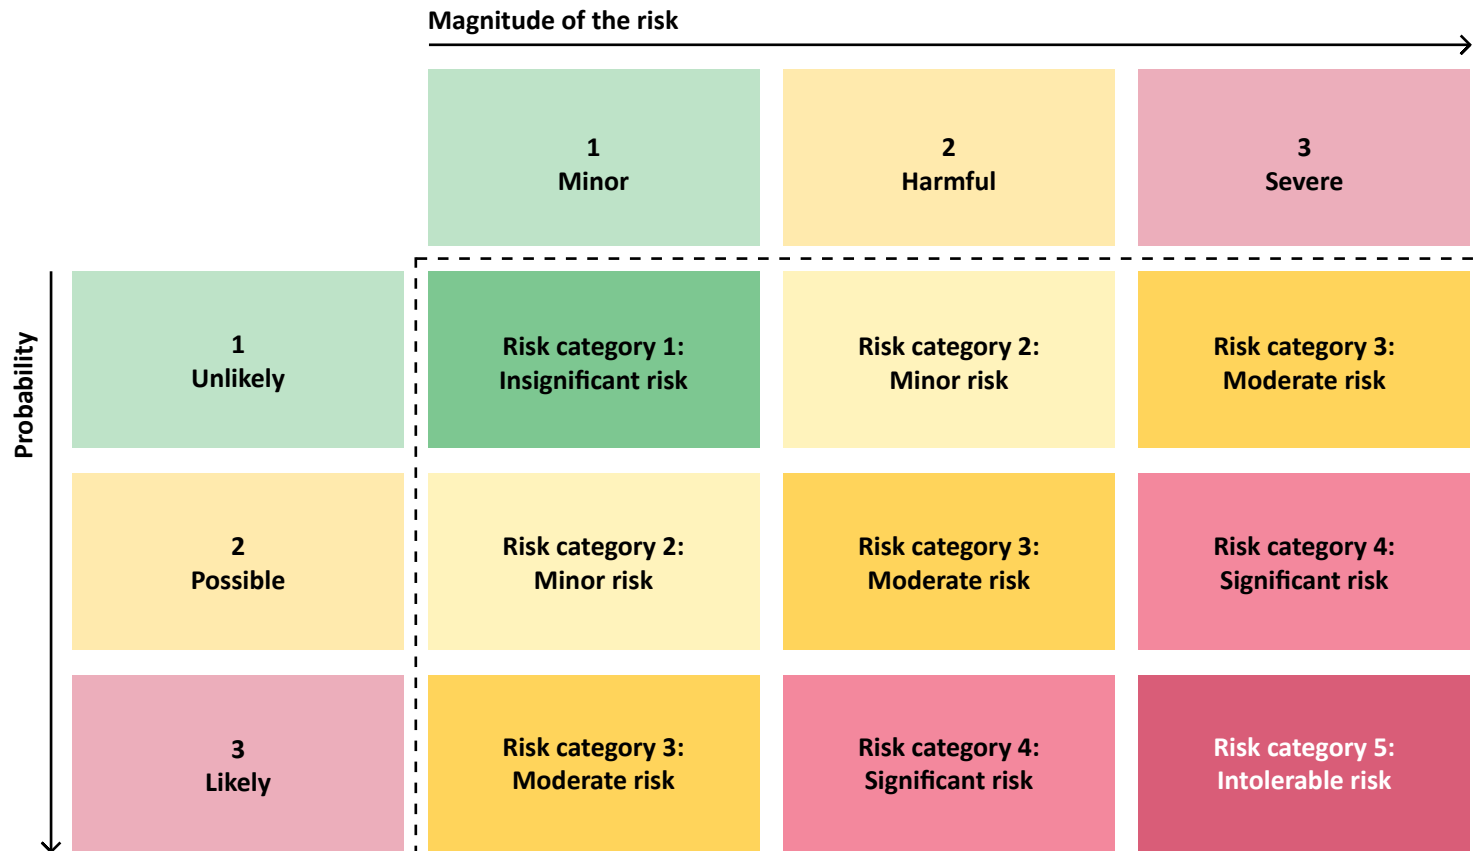 Magnitude of the risk
1
Minor
2
Harmful
3
Severe
Probability
1
Unlikely
Risk category 1:
Insignificant risk
Risk category 2:
Minor risk
Risk category 3:
Moderate risk
2
Possible
Risk category 2:
Minor risk
Risk category 3:
Moderate risk
Risk category 4:
Significant risk
3
Likely
Risk category 3:
Moderate risk
Risk category 4:
Significant risk
Risk category 5:
Intolerable risk